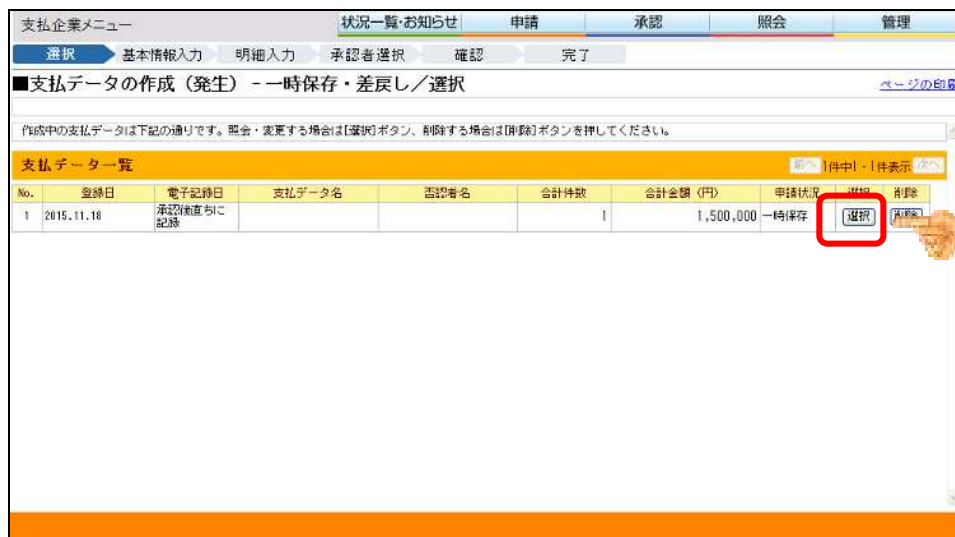 支払企業メニュー 状況一覧・お知らせ 申請 承認 照会 管理
選択 基本情報入力 明細入力 承認者選択 確認 完了
■支払データの作成（発生）－一時保存・差戻し／選択 ページの印刷
作成中の支払データは下記の通りです。照会・変更する場合は[選択]ボタン、削除する場合は[削除]ボタンを押してください。
支払データ一覧 前へ 1件中1-1件表示 次へ
No. 登録日 電子記録日 支払データ名 否認者名 合計件数 合計金額（円） 申請状況 選択 削除
1 2015.11.18 承認後直ちに記録 1 1,500,000 一時保存 選択 削除